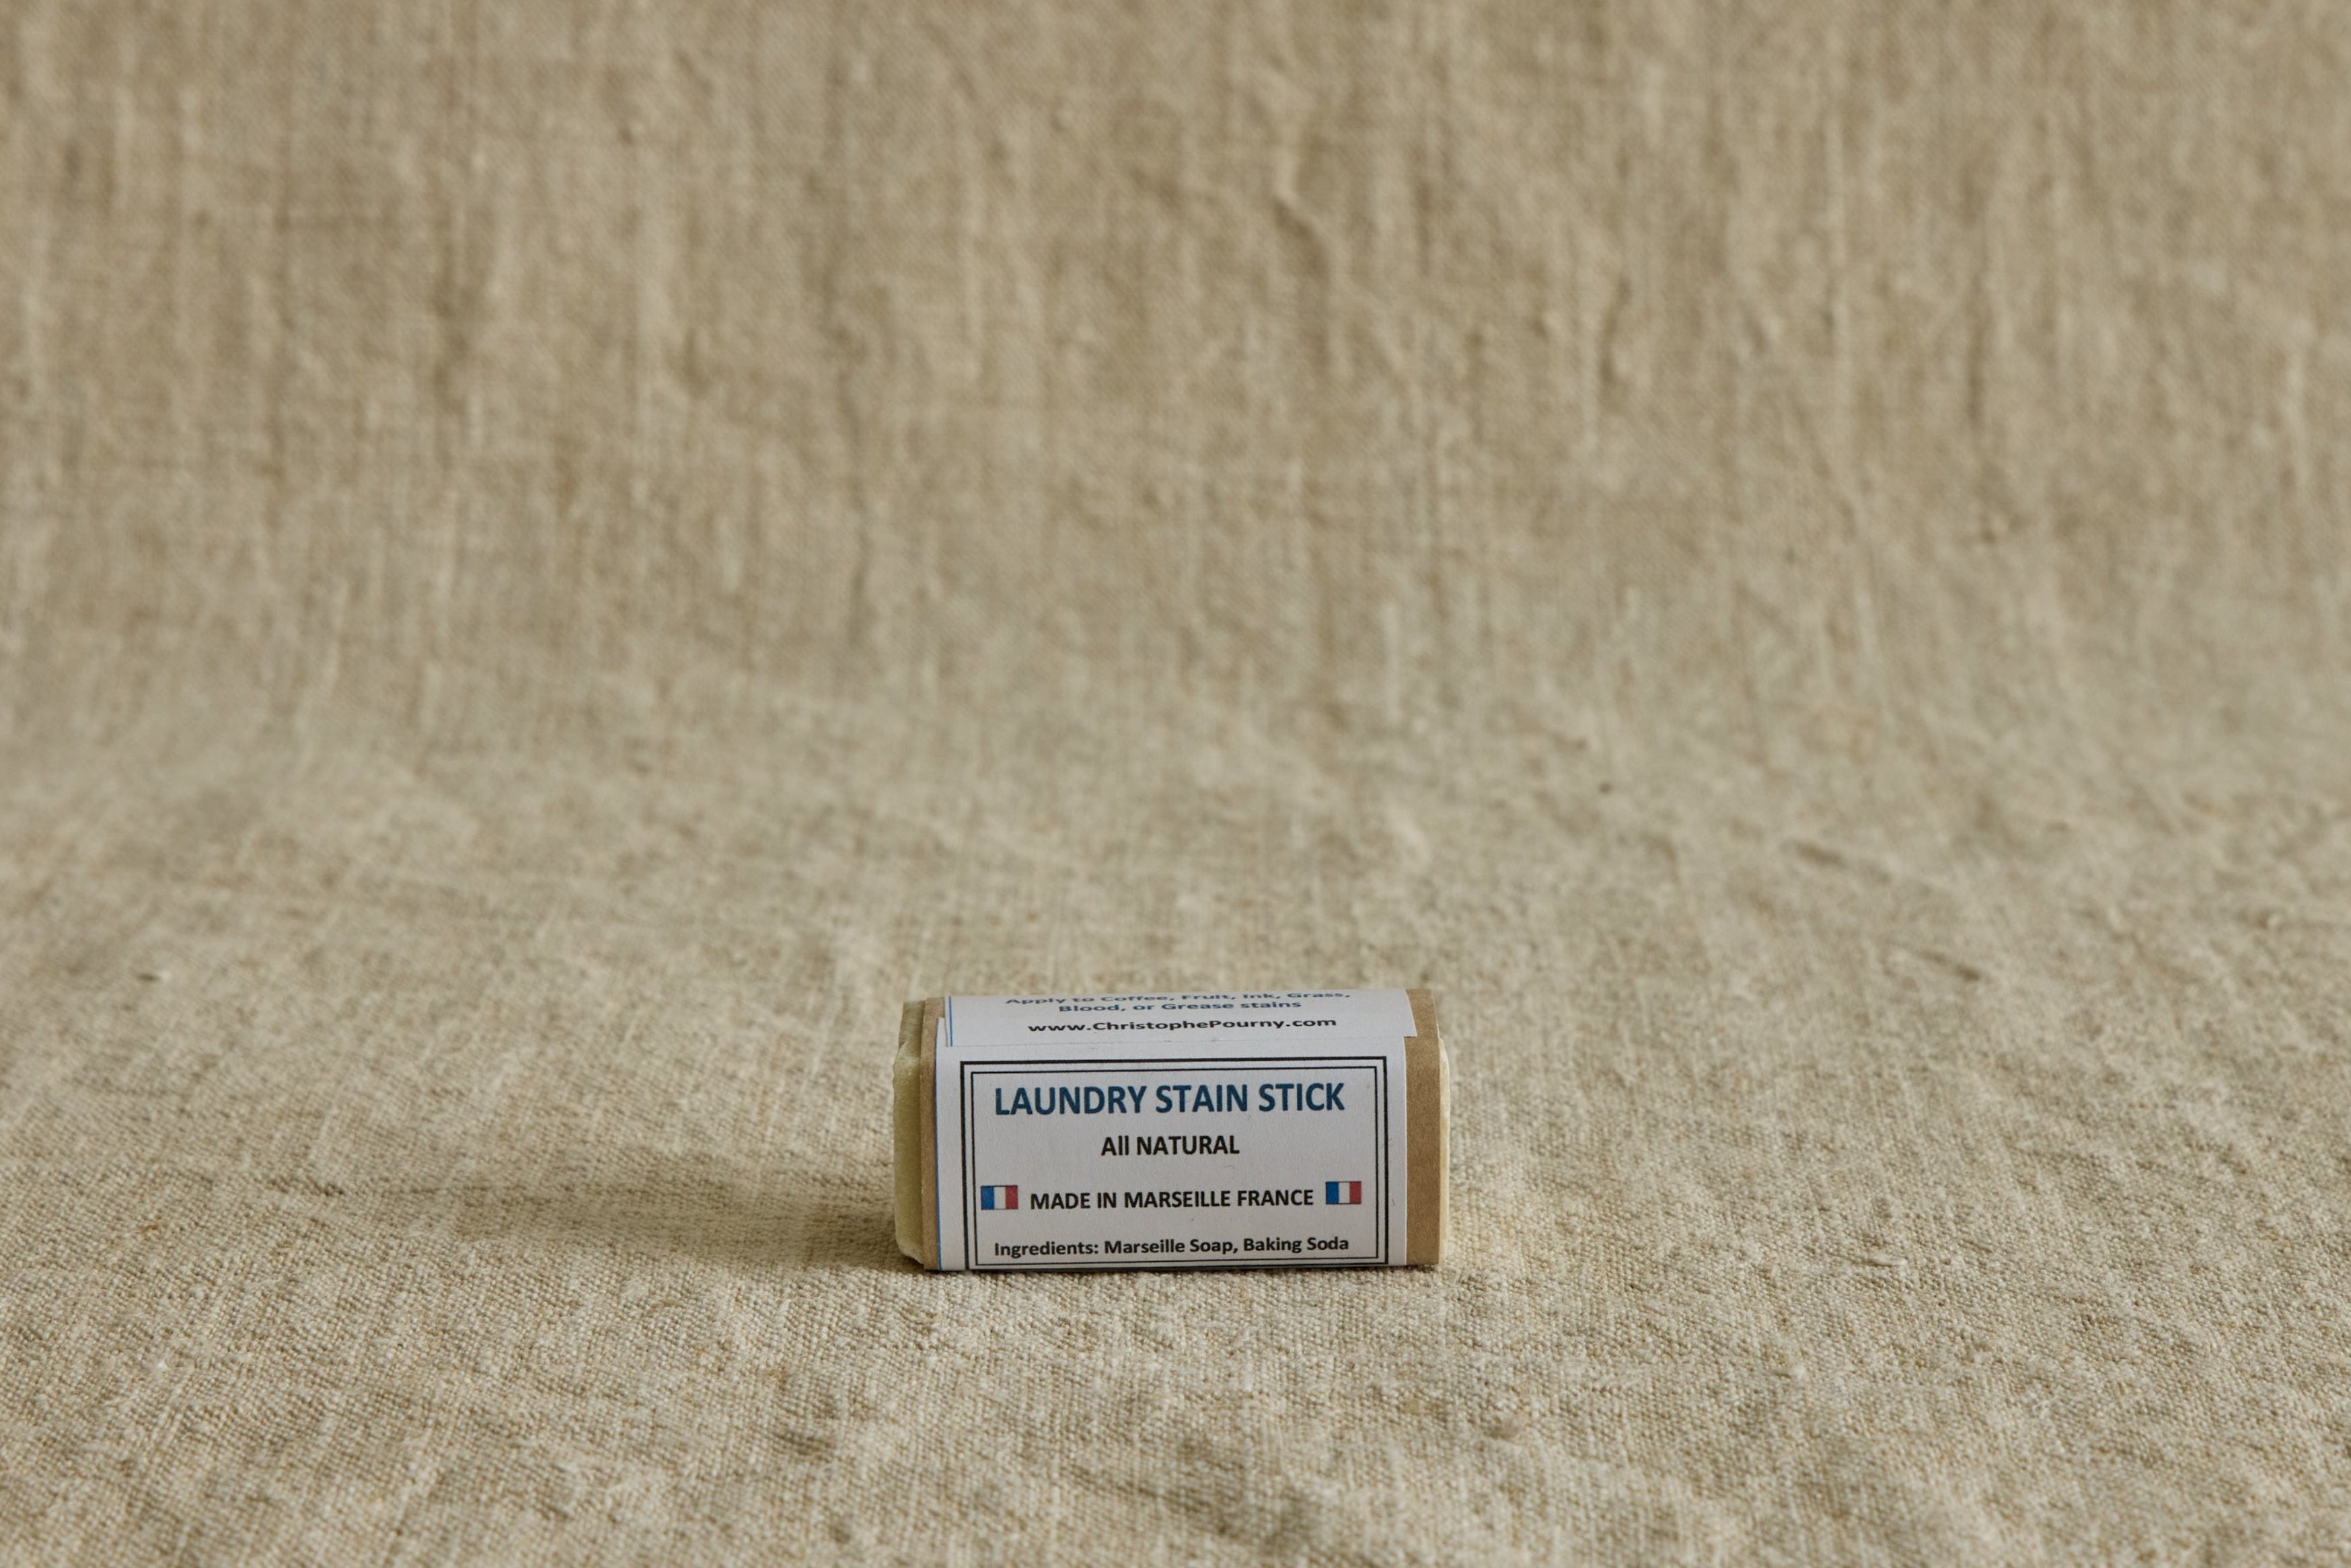 Apply to Coffee, Fruit, Ink, Grass,
Blood, or Grease stains
www.ChristophePourny.com
LAUNDRY STAIN STICK
All NATURAL
MADE IN MARSEILLE FRANCE
Ingredients: Marseille Soap, Baking Soda